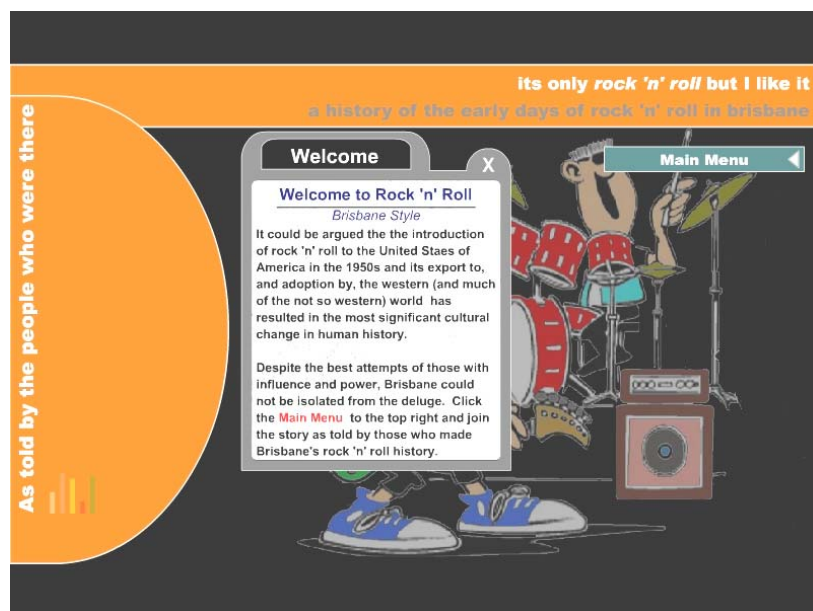 its only rock 'n' roll but I like it
a history of the early days of rock 'n' roll in brisbane
As told by the people who were there
Main Menu
Welcome
X
Welcome to Rock 'n' Roll
Brisbane Style
It could be argued the the introduction
of rock 'n' roll to the United Staes of
America in the 1950s and its export to,
and adoption by, the western (and much
of the not so western) world has
resulted in the most significant cultural
change in human history.
Despite the best attempts of those with
influence and power, Brisbane could
not be isolated from the deluge. Click
the Main Menu to the top right and join
the story as told by those who made
Brisbane's rock 'n' roll history.